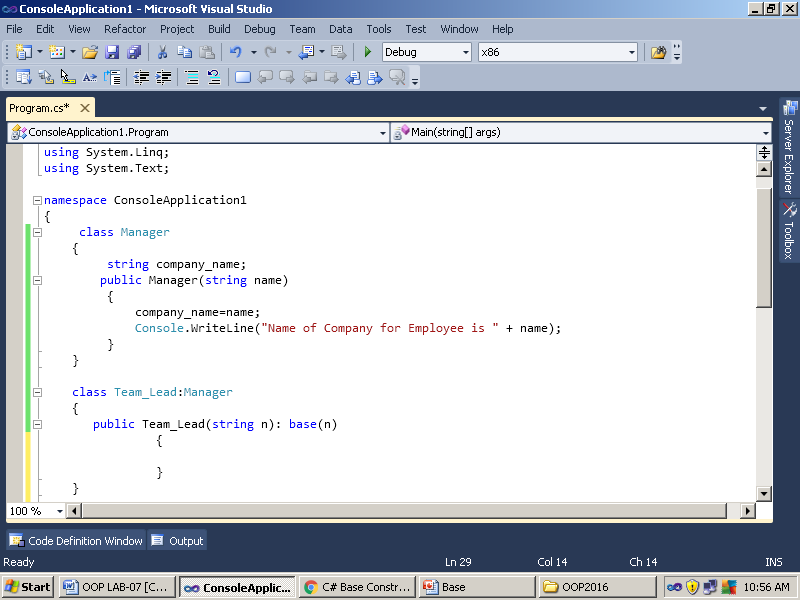 ConsoleApplication1 - Microsoft Visual Studio
File Edit View Refactor Project Build Debug Team Data Tools Test Window Help
Debug x86
Program.cs*
ConsoleApplication1.Program Main(string[] args)
using System.Linq;
using System.Text;
namespace ConsoleApplication1
{
class Manager
{
string company_name;
public Manager(string name)
{
company_name=name;
Console.WriteLine("Name of Company for Employee is " + name);
}
}
class Team_Lead:Manager
{
public Team_Lead(string n): base(n)
{
}
}
100 %
Server Explorer
Toolbox
Code Definition Window Output
Ready Ln 29 Col 14 Ch 14 INS
Start OOP LAB-07 [C... ConsoleApplic... C# Base Constr... Base OOP2016 10:56 AM